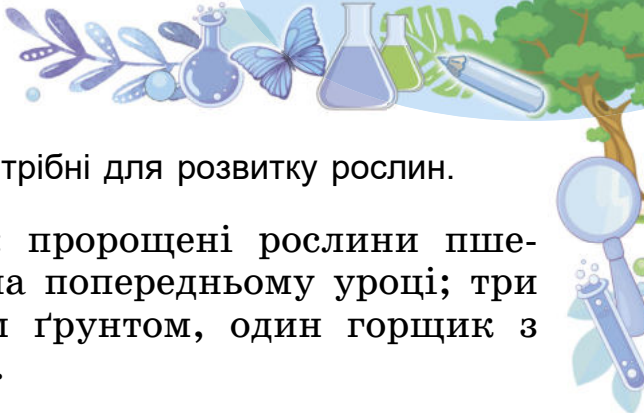 трібні для розвитку рослин.
пророщені рослини пше-
на попередньому уроці; три
ґрунтом, один горщик з